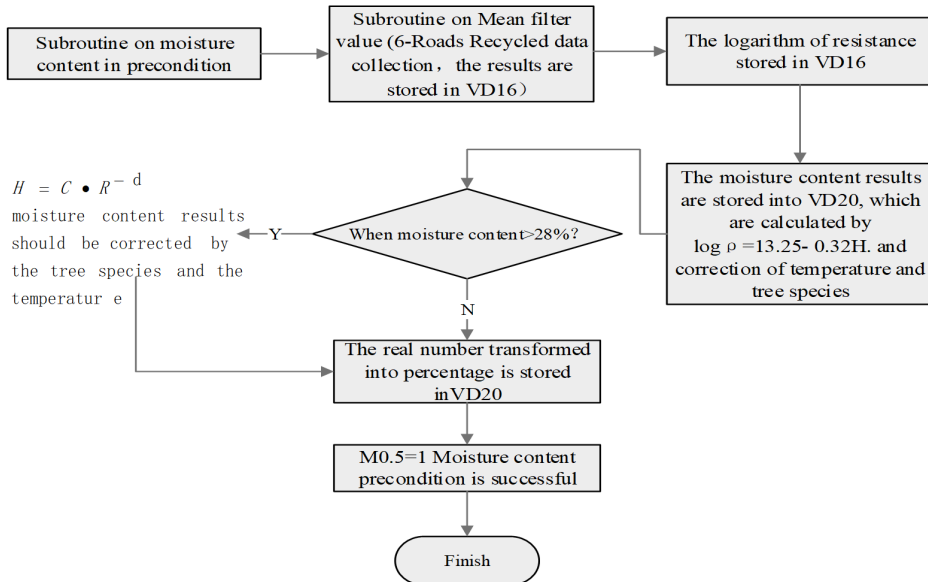 Subroutine on moisture
content in precondition
Subroutine on Mean filter
value (6-Roads Recycled data
collection，the results are
stored in VD16）
The logarithm of resistance
stored in VD16
The moisture content results
are stored into VD20, which
are calculated by
log ρ =13.25- 0.32H. and
correction of temperature and
tree species
When moisture content>28%?
Y
H = C • R⁻ᵈ
moisture content results
should be corrected by
the tree species and the
temperatur e
N
The real number transformed
into percentage is stored
inVD20
M0.5=1 Moisture content
precondition is successful
Finish